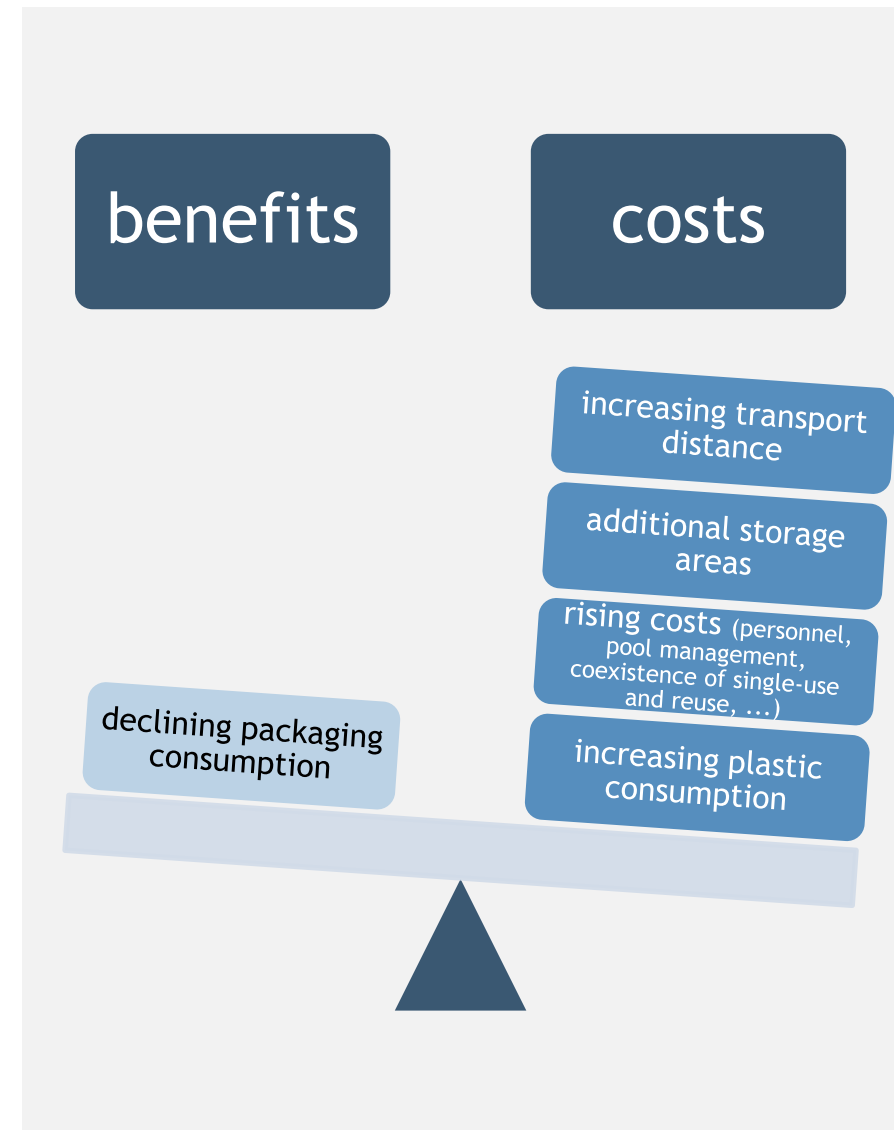 benefits
costs
increasing transport
distance
additional storage
areas
rising costs (personnel,
pool management,
coexistence of single-use
and reuse, ...)
declining packaging
consumption
increasing plastic
consumption